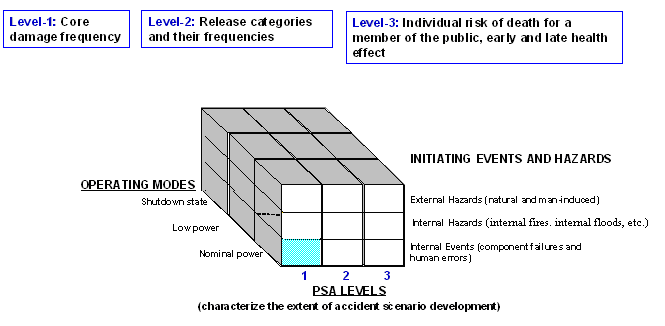 Level-1: Core
damage frequency
Level-2: Release categories
and their frequencies
Level-3: Individual risk of death for a
member of the public, early and late health
effect
INITIATING EVENTS AND HAZARDS
OPERATING MODES
Shutdown state
Low power
Nominal power
External Hazards (natural and man-induced)
Internal Hazards (internal fires. internal floods, etc.)
Internal Events (component failures and
human errors)
1 2 3
PSA LEVELS
(characterize the extent of accident scenario development)